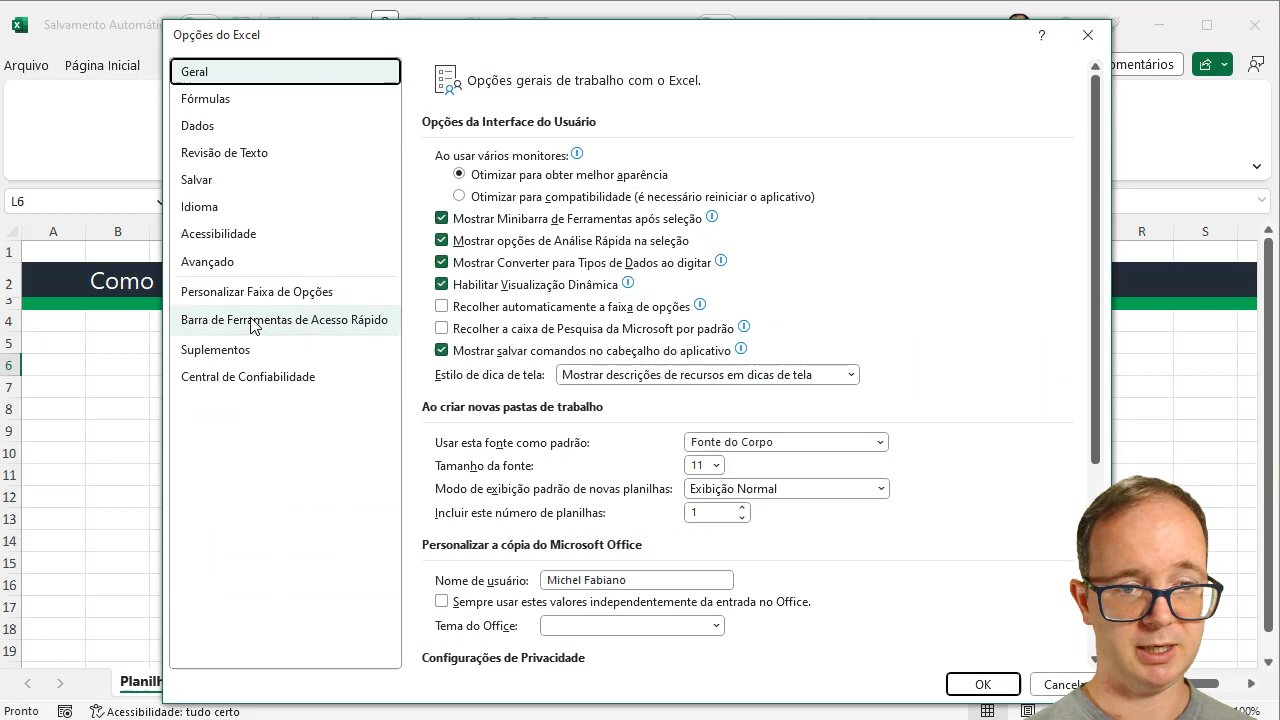 Salvamento Automáti
Opções do Excel
?
Arquivo
Página Inicial
omentários
Geral
Fórmulas
Dados
Revisão de Texto
Salvar
Idioma
Acessibilidade
Avançado
Personalizar Faixa de Opções
Barra de Ferramentas de Acesso Rápido
Suplementos
Central de Confiabilidade
Opções gerais de trabalho com o Excel.
Opções da Interface do Usuário
Ao usar vários monitores:
Otimizar para obter melhor aparência
Otimizar para compatibilidade (é necessário reiniciar o aplicativo)
Mostrar Minibarra de Ferramentas após seleção
Mostrar opções de Análise Rápida na seleção
Mostrar Converter para Tipos de Dados ao digitar
Habilitar Visualização Dinâmica
Recolher automaticamente a faixa de opções
Recolher a caixa de Pesquisa da Microsoft por padrão
Mostrar salvar comandos no cabeçalho do aplicativo
Estilo de dica de tela: Mostrar descrições de recursos em dicas de tela
Ao criar novas pastas de trabalho
Usar esta fonte como padrão: Fonte do Corpo
Tamanho da fonte: 11
Modo de exibição padrão de novas planilhas: Exibição Normal
Incluir este número de planilhas: 1
Personalizar a cópia do Microsoft Office
Nome de usuário: Michel Fabiano
Sempre usar estes valores independentemente da entrada no Office.
Tema do Office:
Configurações de Privacidade
OK
Cancela
L6
A B R S
1
Como
3
4
5
6
7
8
9
10
11
12
13
14
15
16
17
18
19
Planilh
Pronto
Acessibilidade: tudo certo
100%